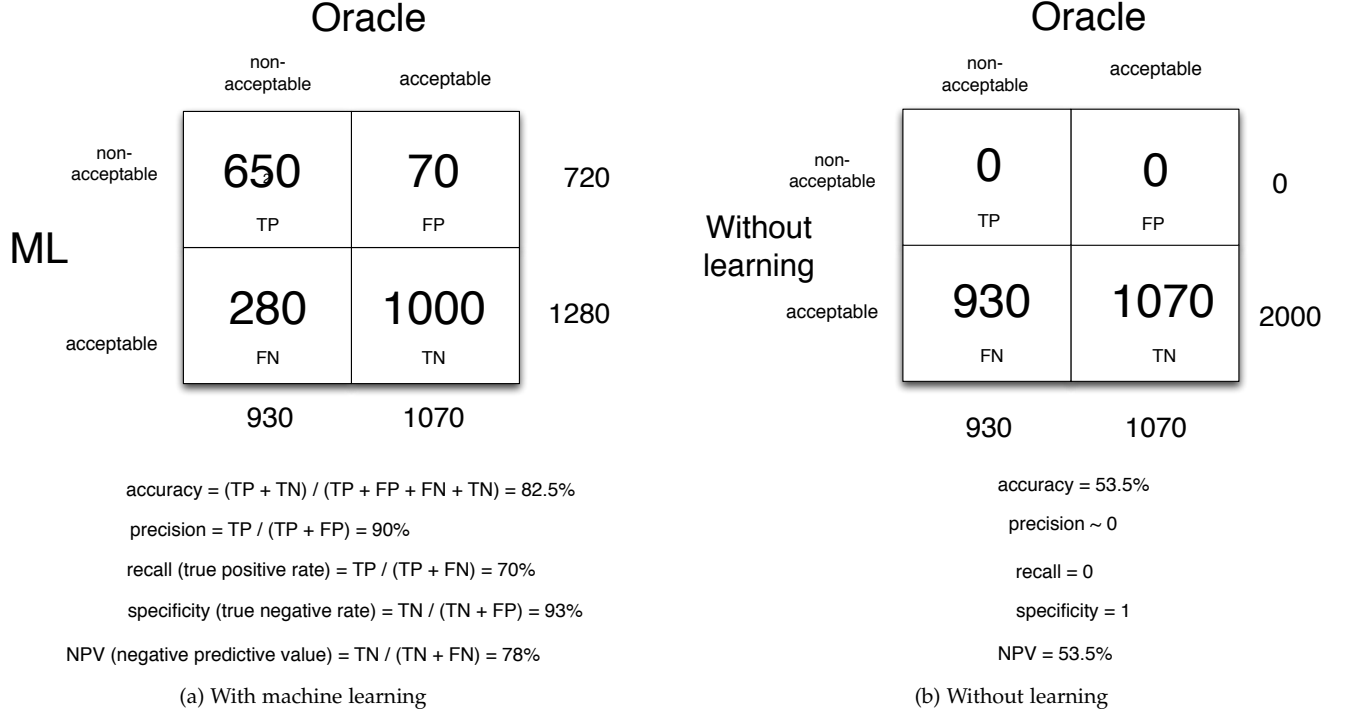 Oracle
non-
acceptable
acceptable
non-
acceptable
650
TP
70
FP
720
ML
acceptable
280
FN
1000
TN
1280
930
1070
accuracy = (TP + TN) / (TP + FP + FN + TN) = 82.5%
precision = TP / (TP + FP) = 90%
recall (true positive rate) = TP / (TP + FN) = 70%
specificity (true negative rate) = TN / (TN + FP) = 93%
NPV (negative predictive value) = TN / (TN + FN) = 78%
(a) With machine learning
Oracle
non-
acceptable
acceptable
non-
acceptable
0
TP
0
FP
0
Without
learning
acceptable
930
FN
1070
TN
2000
930
1070
accuracy = 53.5%
precision ~ 0
recall = 0
specificity = 1
NPV = 53.5%
(b) Without learning